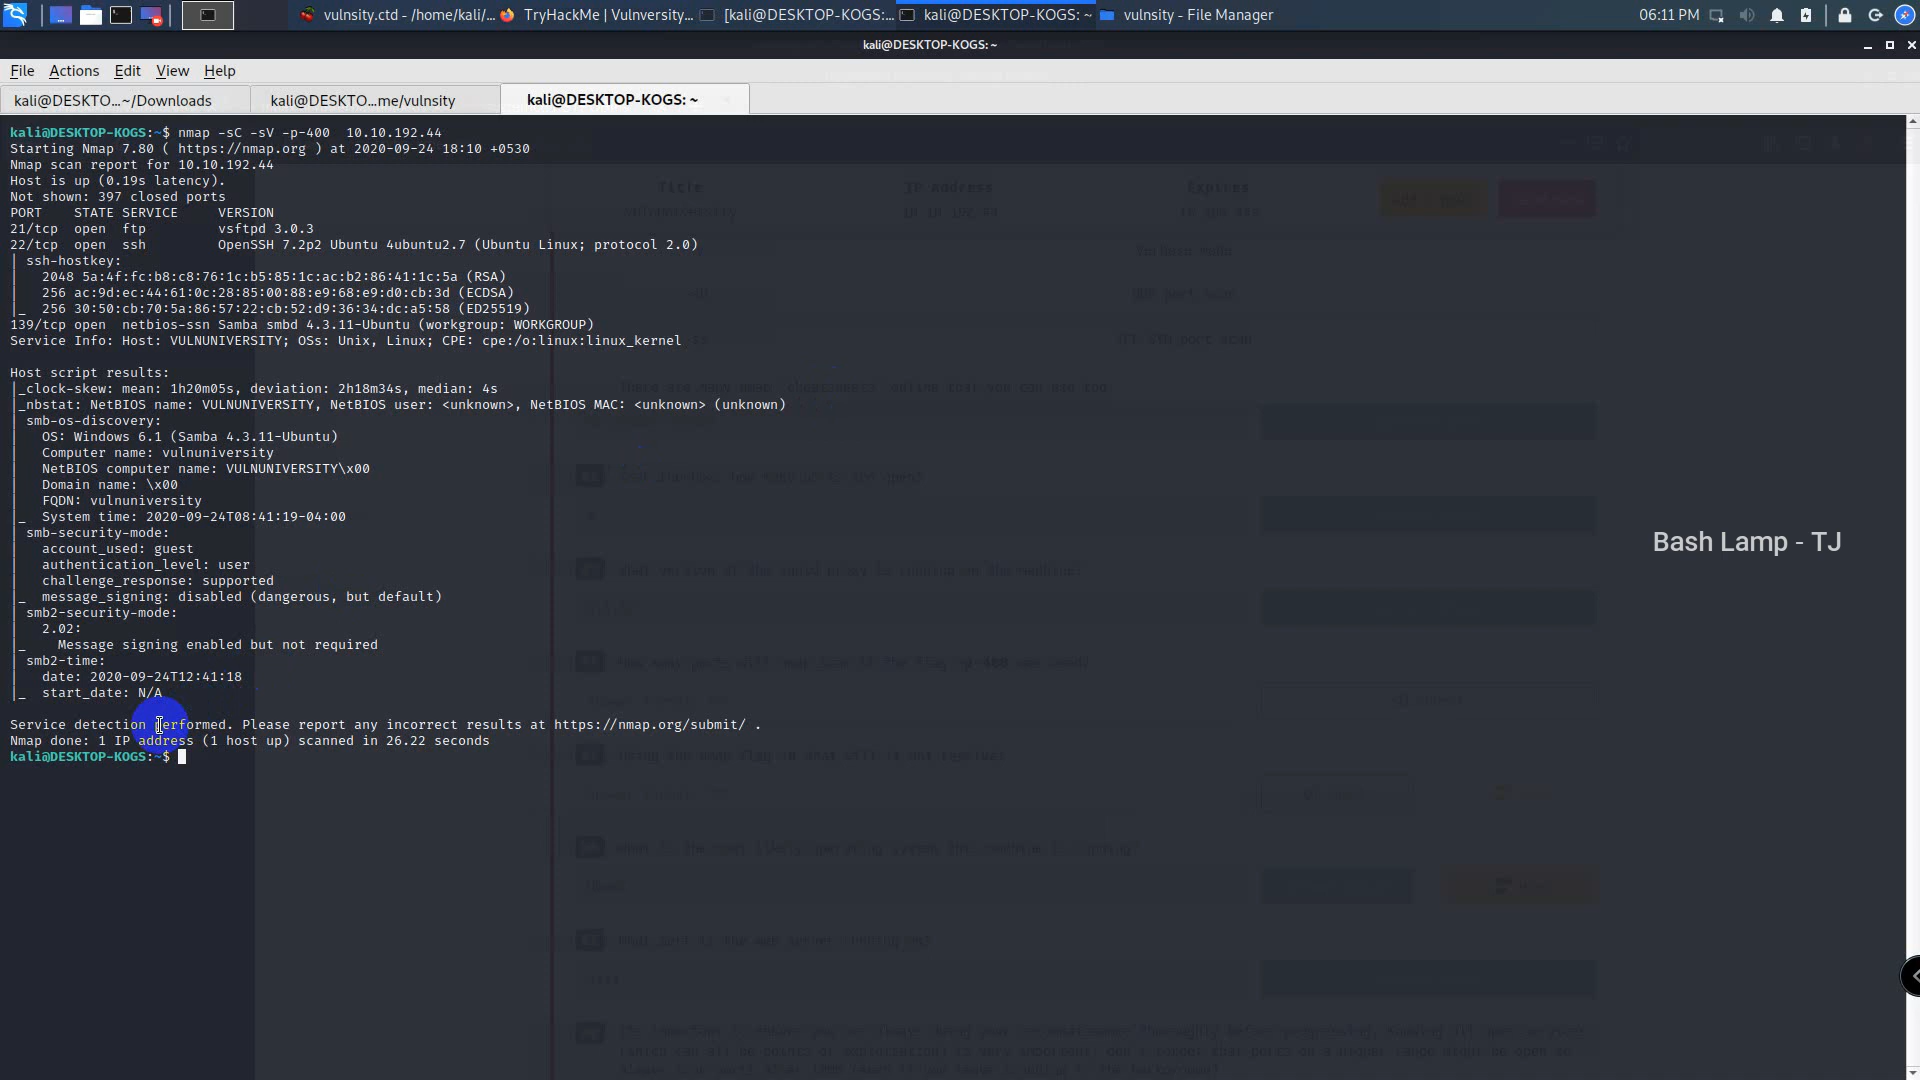 vulnsity.ctd - /home/kali/...
TryHackMe | Vulnversity...
[kali@DESKTOP-KOGS:...
kali@DESKTOP-KOGS: ~
vulnsity - File Manager
06:11 PM
kali@DESKTOP-KOGS: ~
File Actions Edit View Help
kali@DESKTO...~/Downloads
kali@DESKTO...me/vulnsity
kali@DESKTOP-KOGS: ~
kali@DESKTOP-KOGS:~$ nmap -sC -sV -p-400  10.10.192.44
Starting Nmap 7.80 ( https://nmap.org ) at 2020-09-24 18:10 +0530
Nmap scan report for 10.10.192.44
Host is up (0.19s latency).
Not shown: 397 closed ports
PORT    STATE SERVICE     VERSION
21/tcp  open  ftp         vsftpd 3.0.3
22/tcp  open  ssh         OpenSSH 7.2p2 Ubuntu 4ubuntu2.7 (Ubuntu Linux; protocol 2.0)
| ssh-hostkey:
|   2048 5a:4f:fc:b8:c8:76:1c:b5:85:1c:ac:b2:86:41:1c:5a (RSA)
|   256 ac:9d:ec:44:61:0c:28:85:00:88:e9:68:e9:d0:cb:3d (ECDSA)
|_  256 30:50:cb:70:5a:86:57:22:cb:52:d9:36:34:dc:a5:58 (ED25519)
139/tcp open  netbios-ssn Samba smbd 4.3.11-Ubuntu (workgroup: WORKGROUP)
Service Info: Host: VULNUNIVERSITY; OSs: Unix, Linux; CPE: cpe:/o:linux:linux_kernel
Host script results:
|_clock-skew: mean: 1h20m05s, deviation: 2h18m34s, median: 4s
|_nbstat: NetBIOS name: VULNUNIVERSITY, NetBIOS user: <unknown>, NetBIOS MAC: <unknown> (unknown)
| smb-os-discovery:
|   OS: Windows 6.1 (Samba 4.3.11-Ubuntu)
|   Computer name: vulnuniversity
|   NetBIOS computer name: VULNUNIVERSITY\x00
|   Domain name: \x00
|   FQDN: vulnuniversity
|_  System time: 2020-09-24T08:41:19-04:00
| smb-security-mode:
|   account_used: guest
|   authentication_level: user
|   challenge_response: supported
|_  message_signing: disabled (dangerous, but default)
| smb2-security-mode:
|   2.02:
|_    Message signing enabled but not required
| smb2-time:
|   date: 2020-09-24T12:41:18
|_  start_date: N/A
Service detection performed. Please report any incorrect results at https://nmap.org/submit/ .
Nmap done: 1 IP address (1 host up) scanned in 26.22 seconds
kali@DESKTOP-KOGS:~$
Bash Lamp - TJ